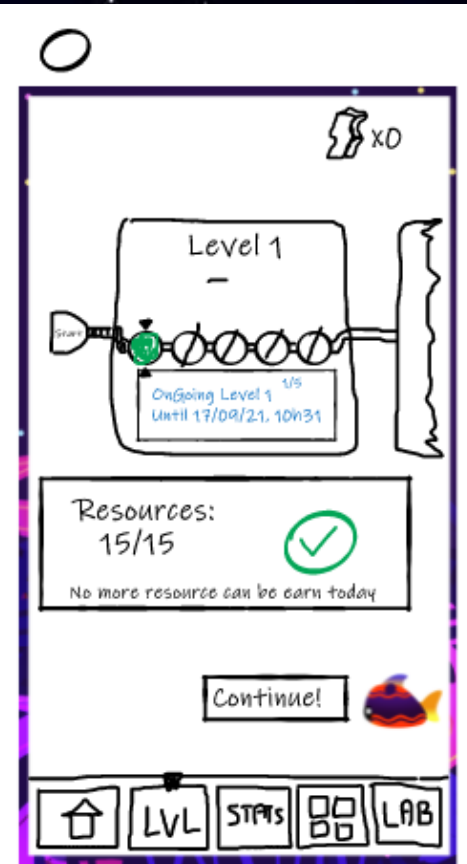 x0
Level 1
Start
OnGoing Level 1 1/5
Until 17/09/21, 10h31
Resources:
15/15
No more resource can be earn today
Continue!
LVL
STATS
LAB